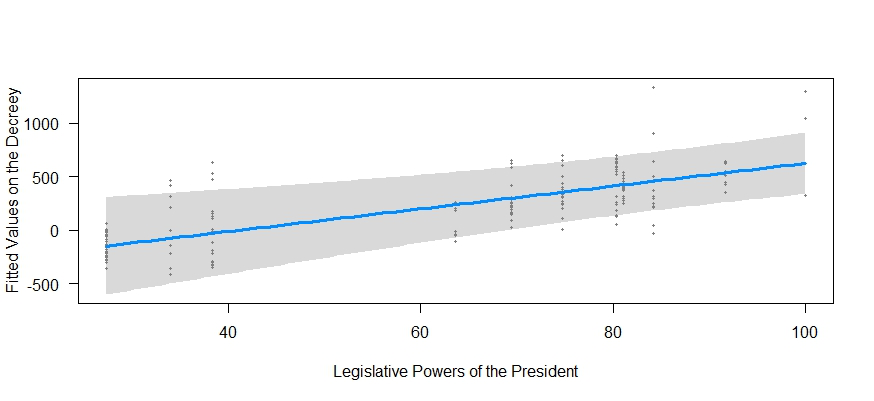 Fitted Values on the Decreey
1000
500
0
-500
40 60 80 100
Legislative Powers of the President